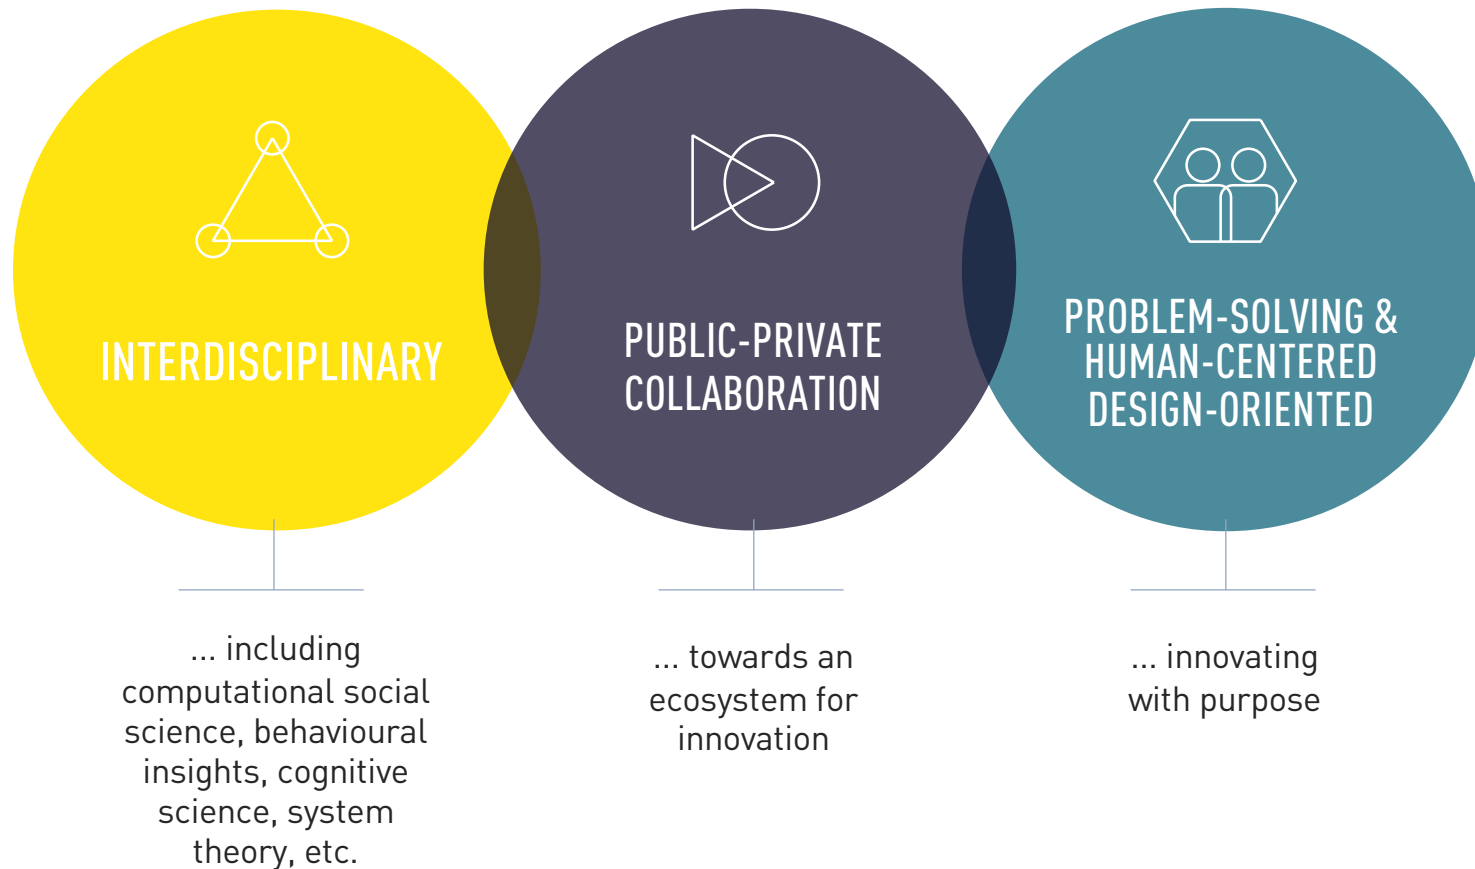 INTERDISCIPLINARY
PUBLIC-PRIVATE
COLLABORATION
PROBLEM-SOLVING &
HUMAN-CENTERED
DESIGN-ORIENTED
... including
computational social
science, behavioural
insights, cognitive
science, system
theory, etc.
... towards an
ecosystem for
innovation
... innovating
with purpose